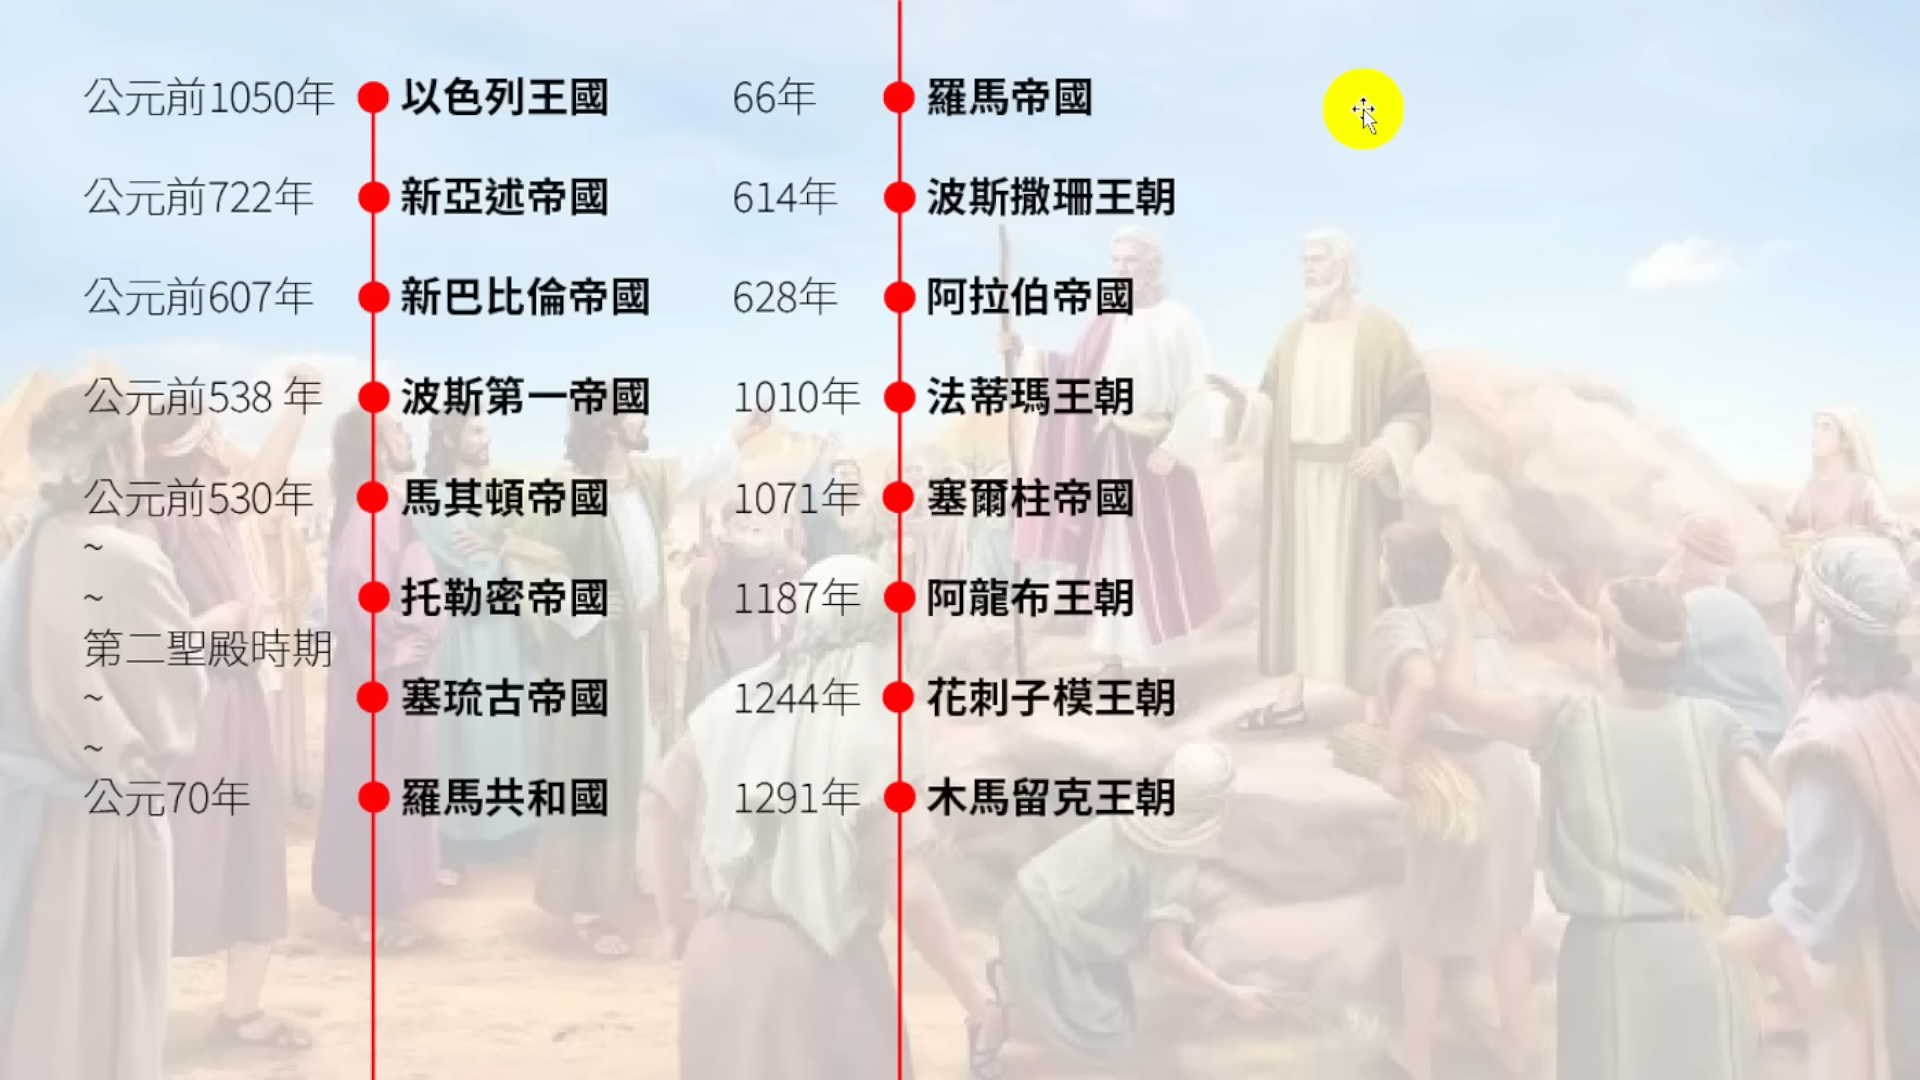 公元前1050年 以色列王國
公元前722年 新亞述帝國
公元前607年 新巴比倫帝國
公元前538 年 波斯第一帝國
公元前530年 馬其頓帝國
~
~ 托勒密帝國
第二聖殿時期
~ 塞琉古帝國
~
公元70年 羅馬共和國
66年 羅馬帝國
614年 波斯撒珊王朝
628年 阿拉伯帝國
1010年 法蒂瑪王朝
1071年 塞爾柱帝國
1187年 阿龍布王朝
1244年 花刺子模王朝
1291年 木馬留克王朝